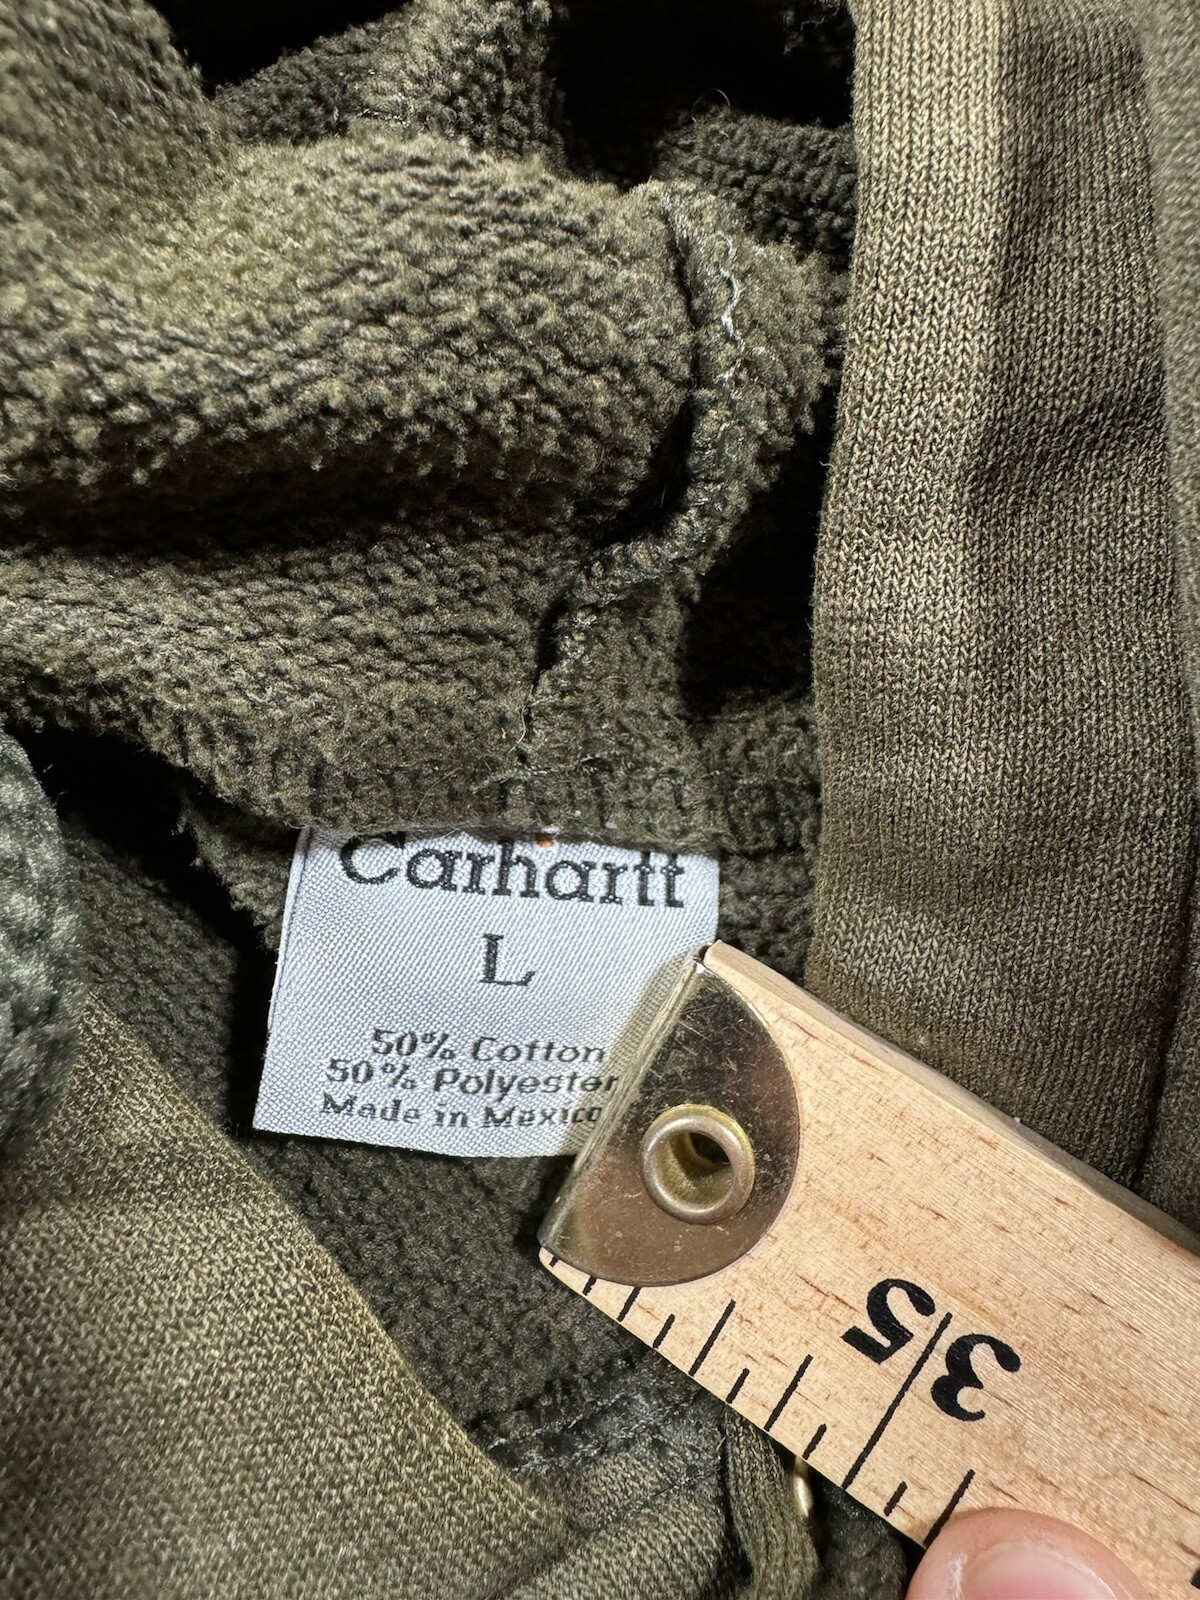 Carhartt
L
50% Cotton
50% Polyester
Made in Mexico
35